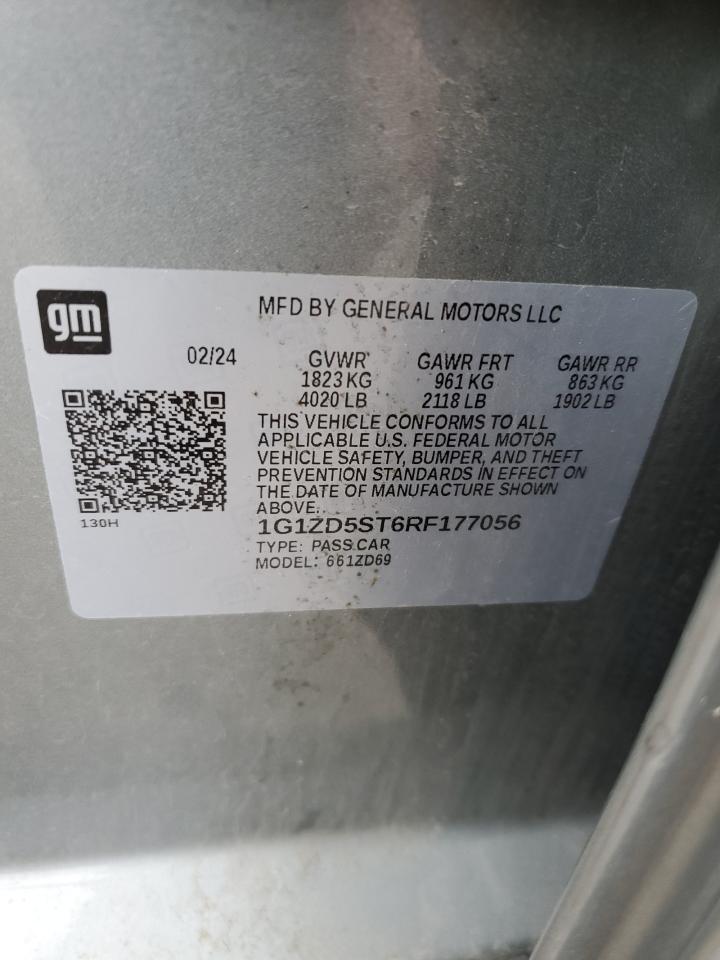 gm
MFD BY GENERAL MOTORS LLC
02/24 GVWR GAWR FRT GAWR RR
1823 KG 961 KG 863 KG
4020 LB 2118 LB 1902 LB
THIS VEHICLE CONFORMS TO ALL
APPLICABLE U.S. FEDERAL MOTOR
VEHICLE SAFETY, BUMPER, AND THEFT
PREVENTION STANDARDS IN EFFECT ON
THE DATE OF MANUFACTURE SHOWN
ABOVE.
130H
1G1ZD5ST6RF177056
TYPE: PASS CAR
MODEL: 661ZD69